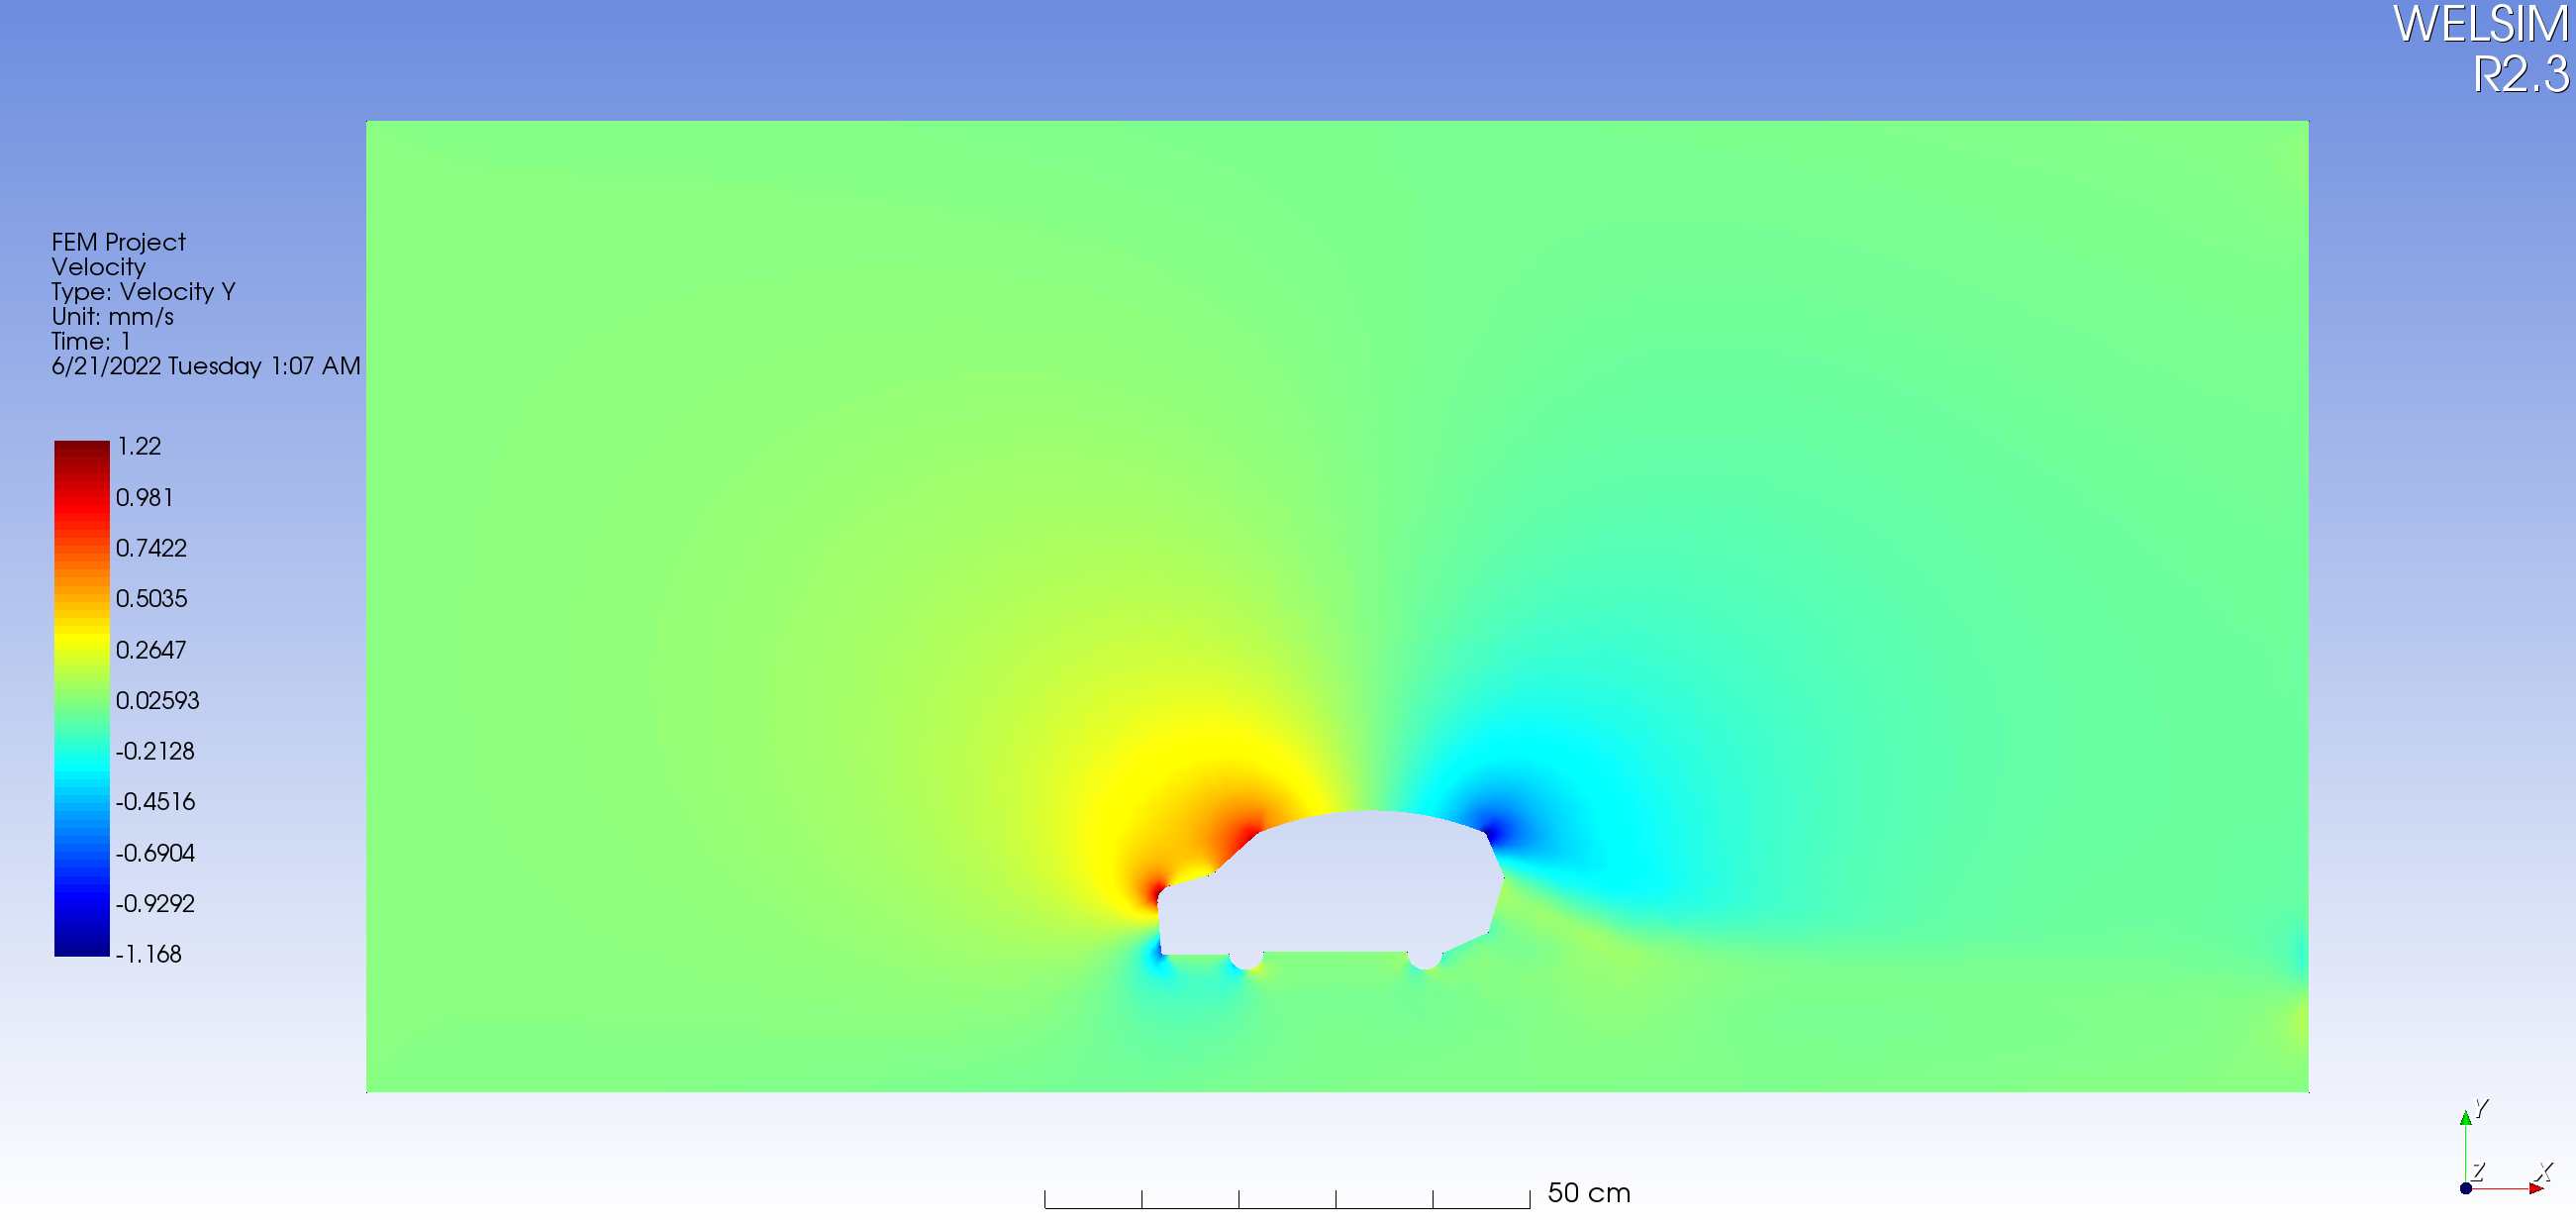 WELSIM
R2.3
FEM Project
Velocity
Type: Velocity Y
Unit: mm/s
Time: 1
6/21/2022 Tuesday 1:07 AM
1.22
0.981
0.7422
0.5035
0.2647
0.02593
-0.2128
-0.4516
-0.6904
-0.9292
-1.168
50 cm
Y
Z X